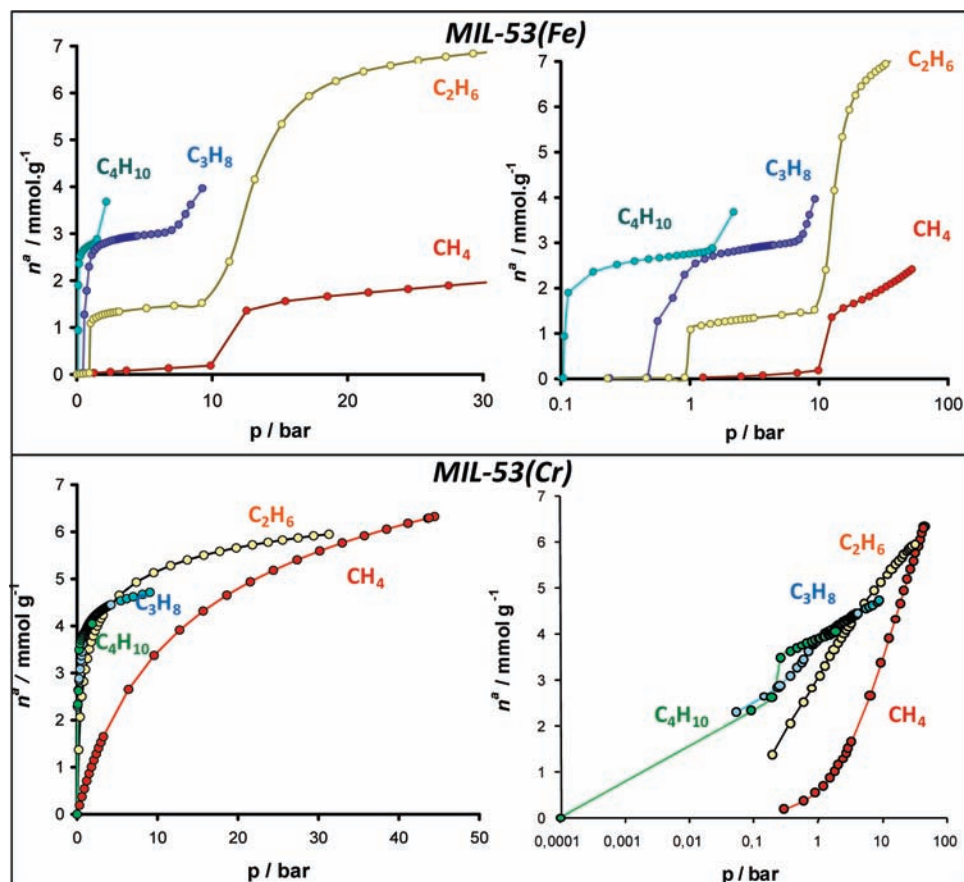 MIL-53(Fe)
7
6
5
4
3
2
1
0
nᵃ / mmol.g⁻¹
C₄H₁₀
C₃H₈
C₂H₆
CH₄
0
10
20
30
p / bar
7
6
5
4
3
2
1
0
nᵃ / mmol.g⁻¹
C₂H₆
C₃H₈
C₄H₁₀
CH₄
0.1
1
10
100
p / bar
MIL-53(Cr)
7
6
5
4
3
2
1
0
nᵃ / mmol g⁻¹
C₂H₆
CH₄
C₃H₈
C₄H₁₀
0
10
20
30
40
50
p / bar
7
6
5
4
3
2
1
0
nᵃ / mmol g⁻¹
C₂H₆
C₃H₈
C₄H₁₀
CH₄
0,0001
0,001
0,01
0,1
1
10
100
p / bar